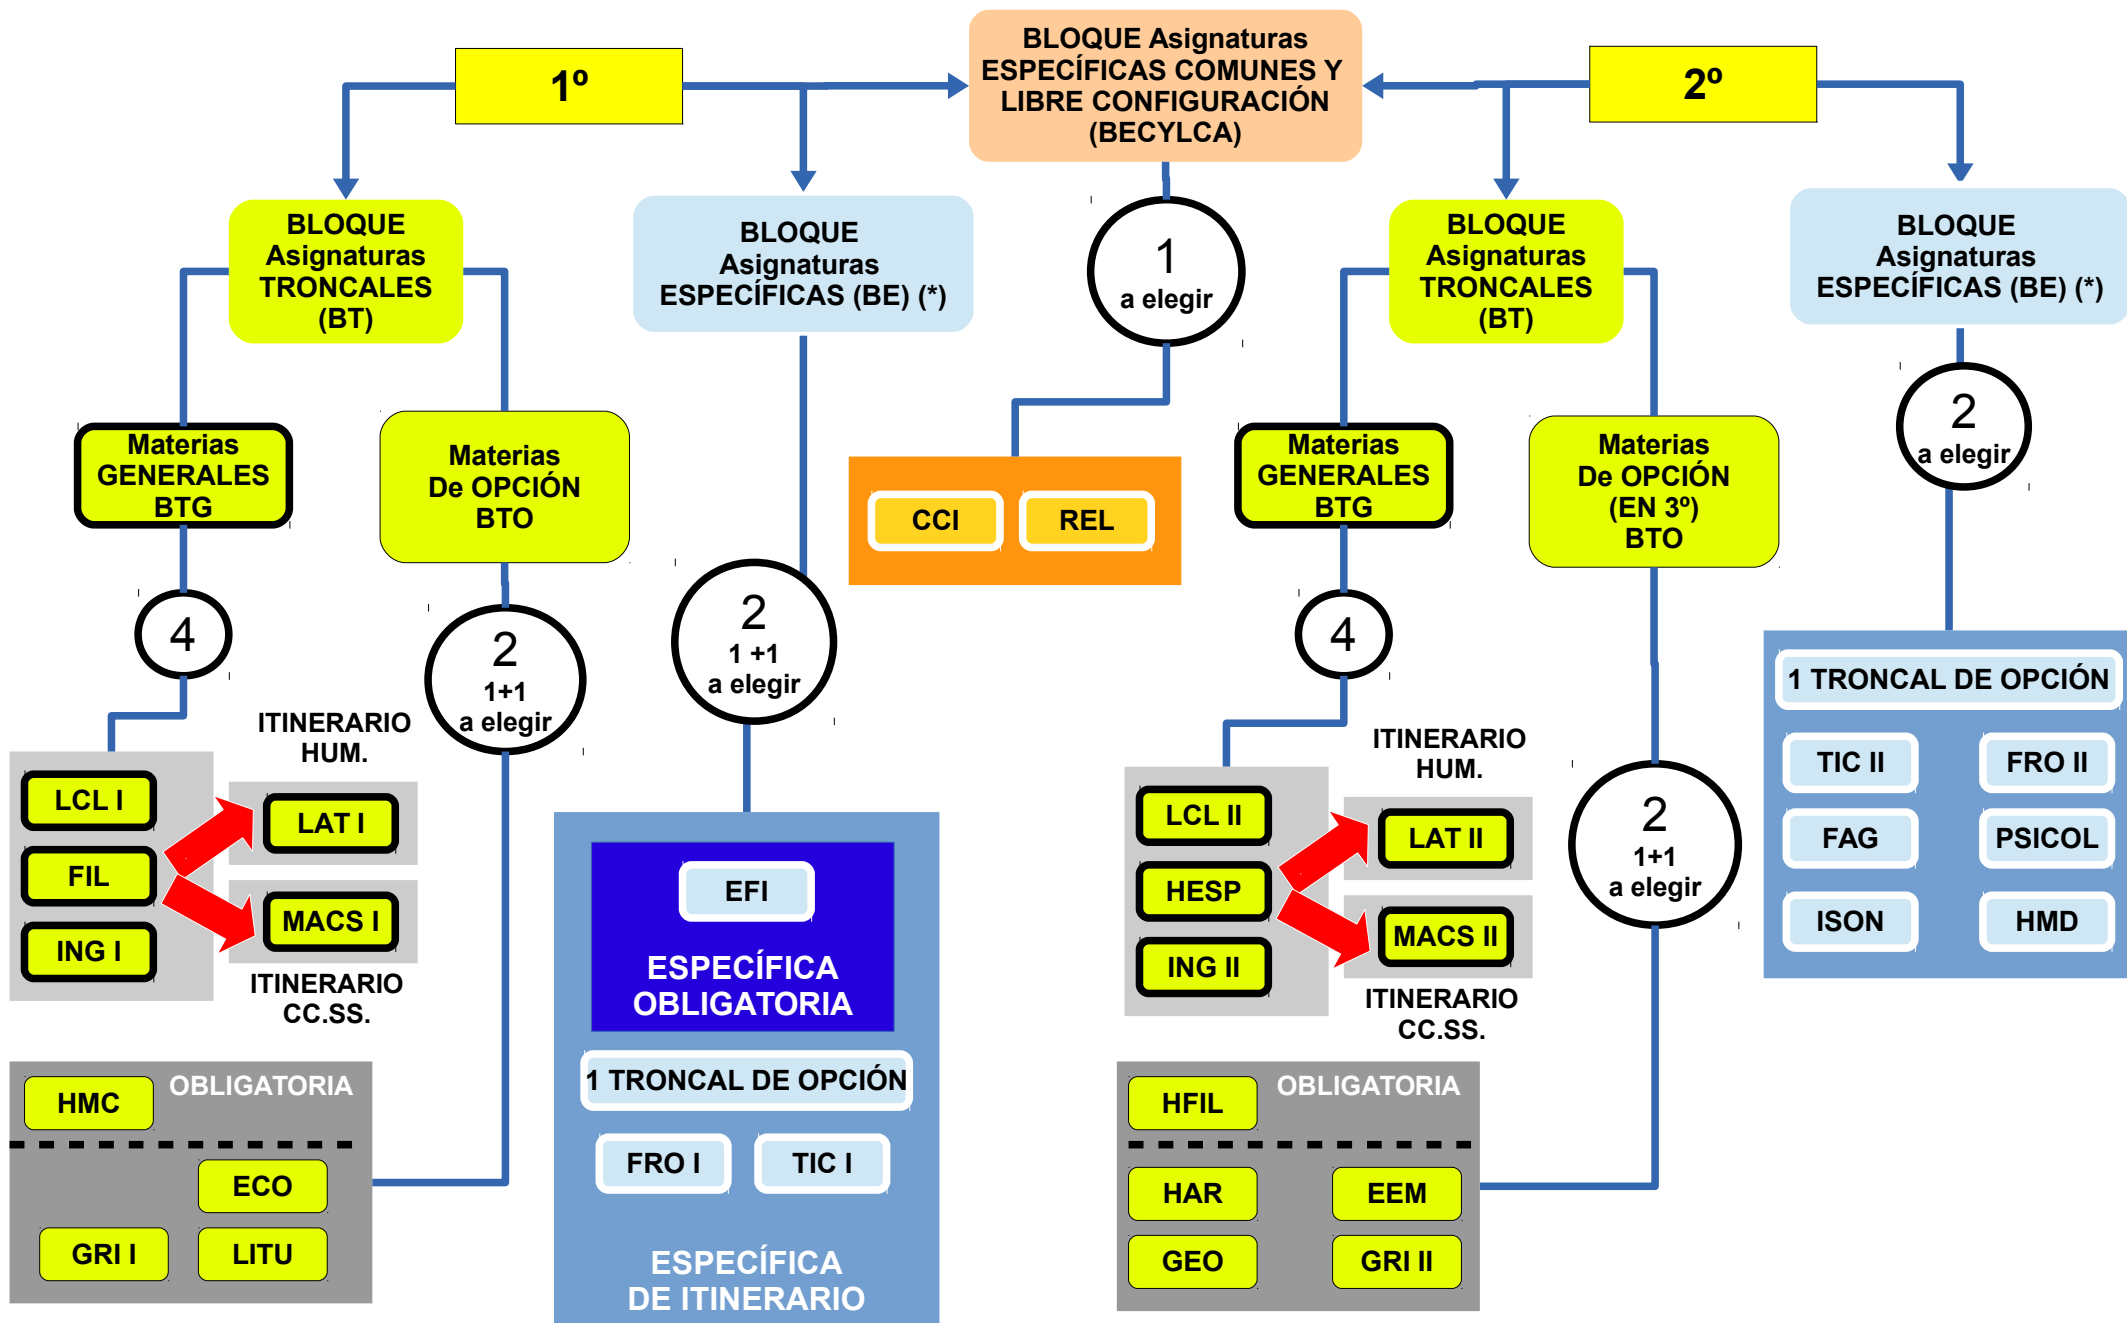 1º
BLOQUE Asignaturas
ESPECÍFICAS COMUNES Y
LIBRE CONFIGURACIÓN
(BECYLCA)
2º
BLOQUE
Asignaturas
TRONCALES
(BT)
BLOQUE
Asignaturas
ESPECÍFICAS (BE) (*)
1
a elegir
BLOQUE
Asignaturas
TRONCALES
(BT)
BLOQUE
Asignaturas
ESPECÍFICAS (BE) (*)
Materias
GENERALES
BTG
Materias
De OPCIÓN
BTO
CCI
REL
Materias
GENERALES
BTG
Materias
De OPCIÓN
(EN 3º)
BTO
2
a elegir
4
2
1+1
a elegir
2
1 +1
a elegir
4
2
1+1
a elegir
ITINERARIO
HUM.
LCL I
FIL
ING I
LAT I
MACS I
ITINERARIO
CC.SS.
HMC
OBLIGATORIA
ECO
GRI I
LITU
EFI
ESPECÍFICA
OBLIGATORIA
1 TRONCAL DE OPCIÓN
FRO I
TIC I
ESPECÍFICA
DE ITINERARIO
ITINERARIO
HUM.
LCL II
HESP
ING II
LAT II
MACS II
ITINERARIO
CC.SS.
HFIL
OBLIGATORIA
HAR
EEM
GEO
GRI II
1 TRONCAL DE OPCIÓN
TIC II
FRO II
FAG
PSICOL
ISON
HMD